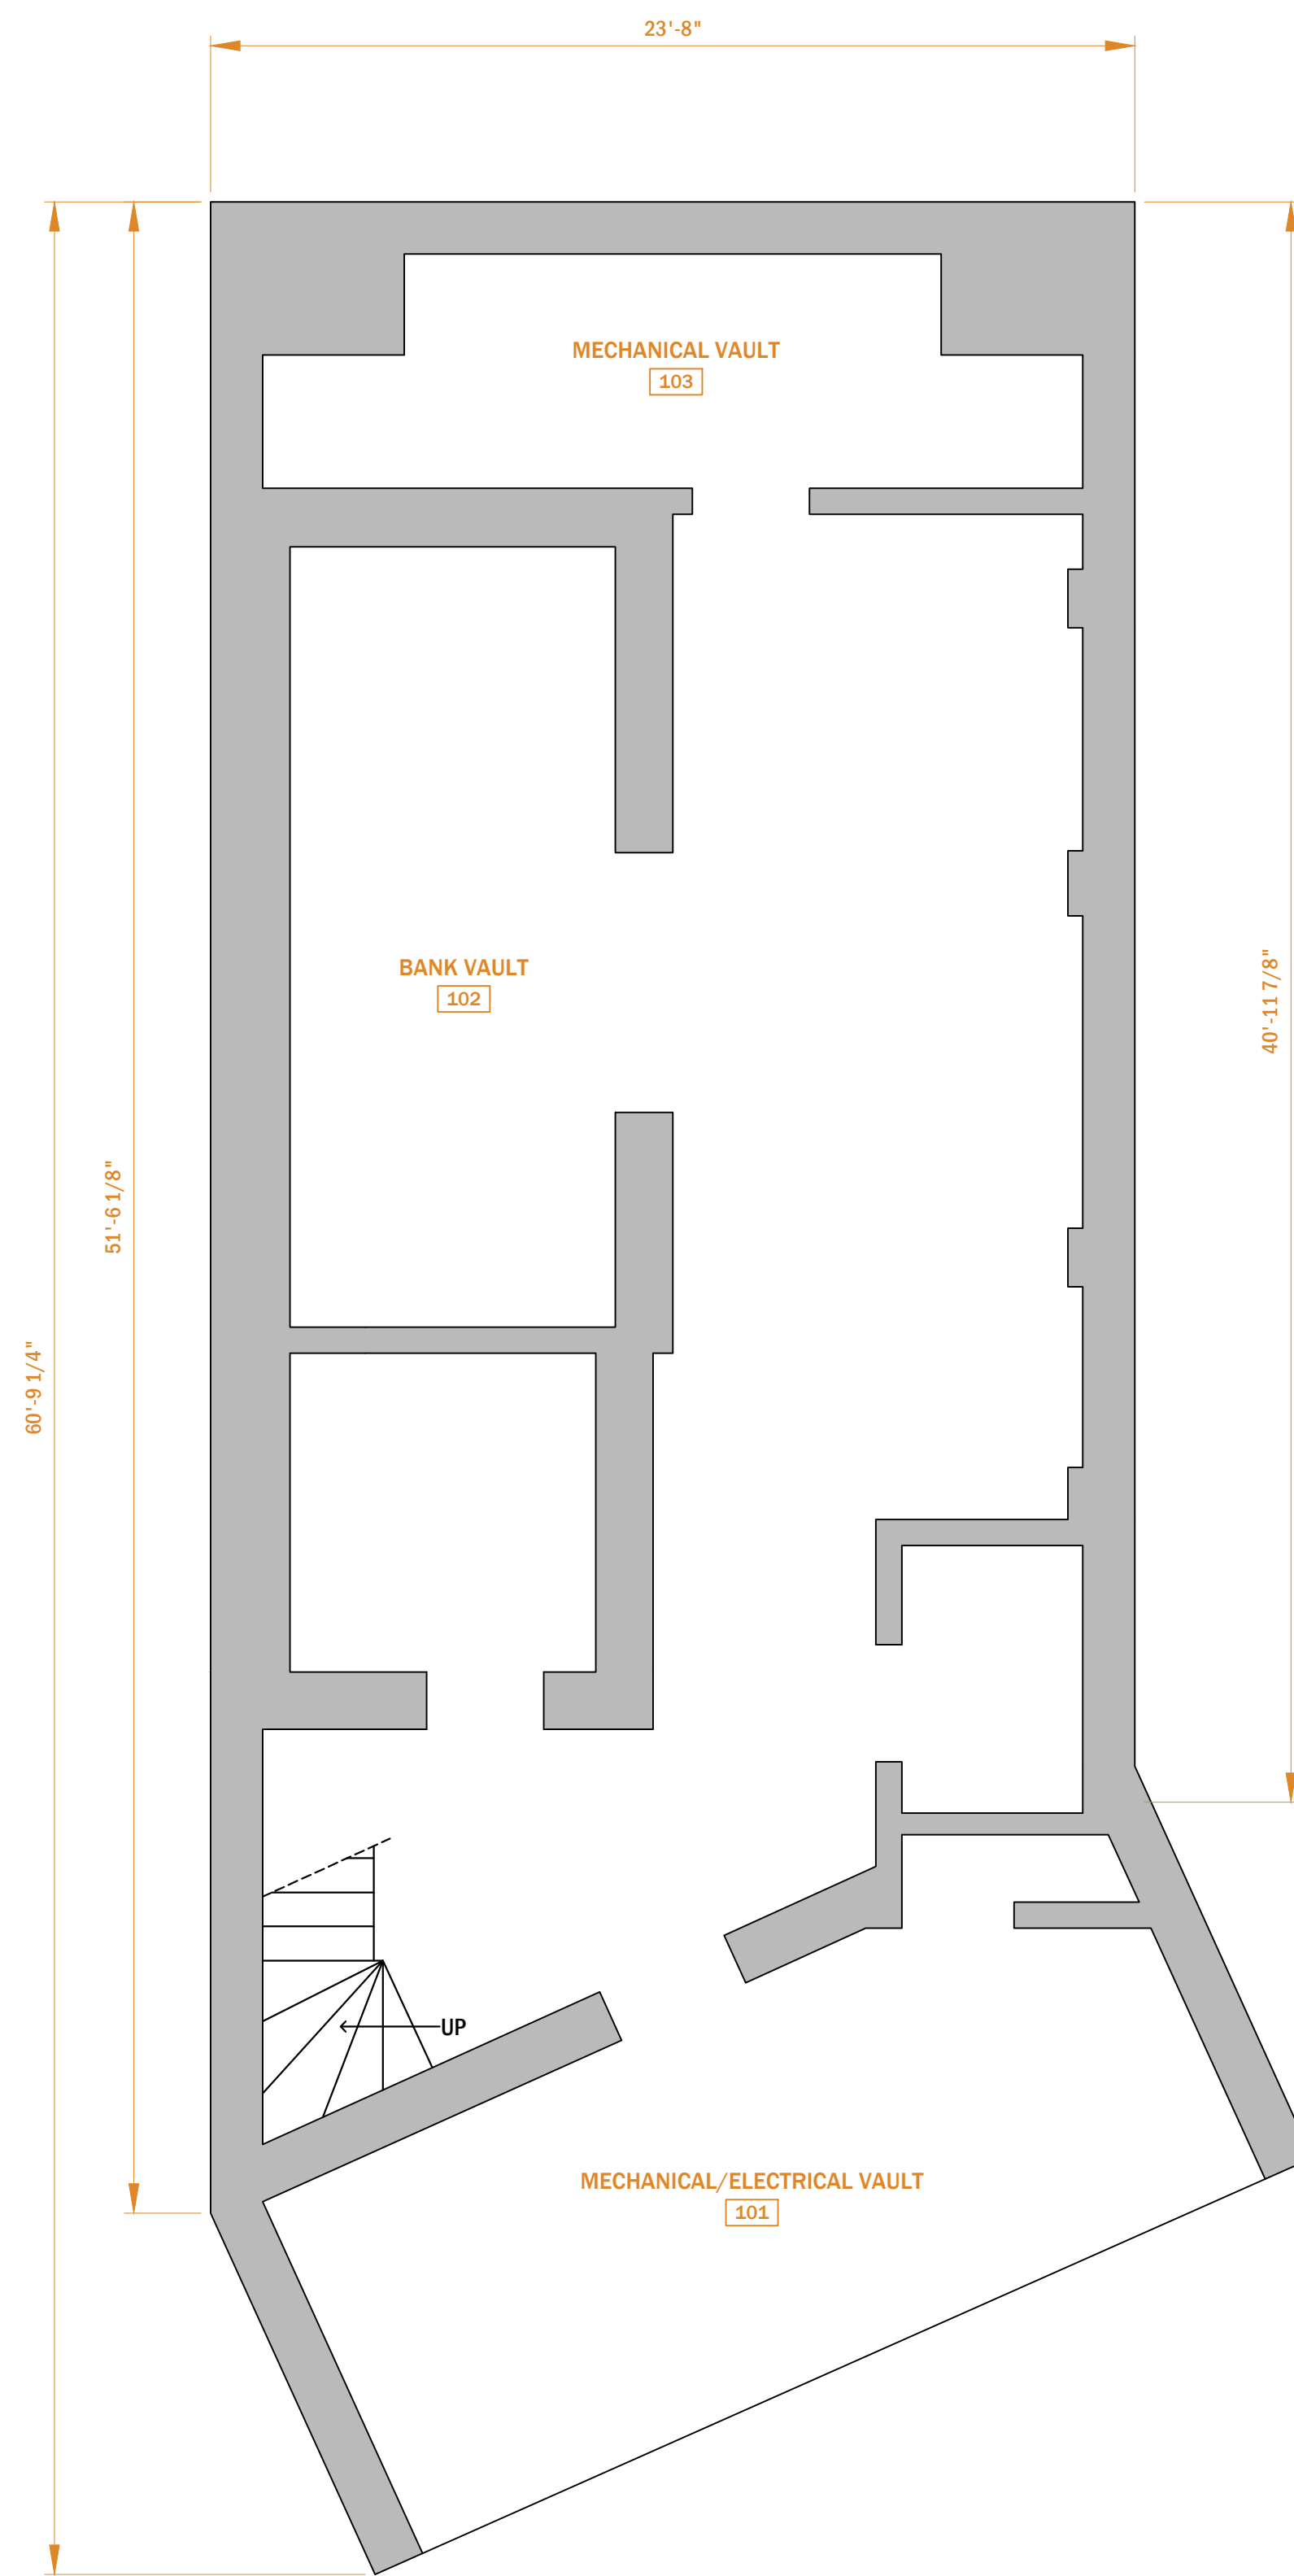 23'-8"
MECHANICAL VAULT
103
BANK VAULT
102
40'-11 7/8"
51'-6 1/8"
60'-9 1/4"
UP
MECHANICAL/ELECTRICAL VAULT
101